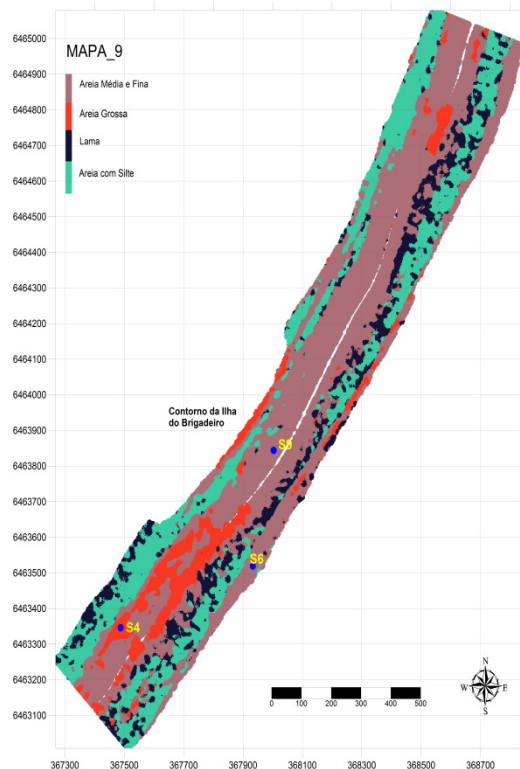 MAPA_9
Areia Média e Fina
Areia Grossa
Lama
Areia com Silte
6465000
6464900
6464800
6464700
6464600
6464500
6464400
6464300
6464200
6464100
6464000
6463900
6463800
6463700
6463600
6463500
6463400
6463300
6463200
6463100
Contorno da Ilha
do Brigadeiro
S6
S4
N
W E
S
0 100 200 300 400 500
367300 367500 367700 367900 368100 368300 368500 368700